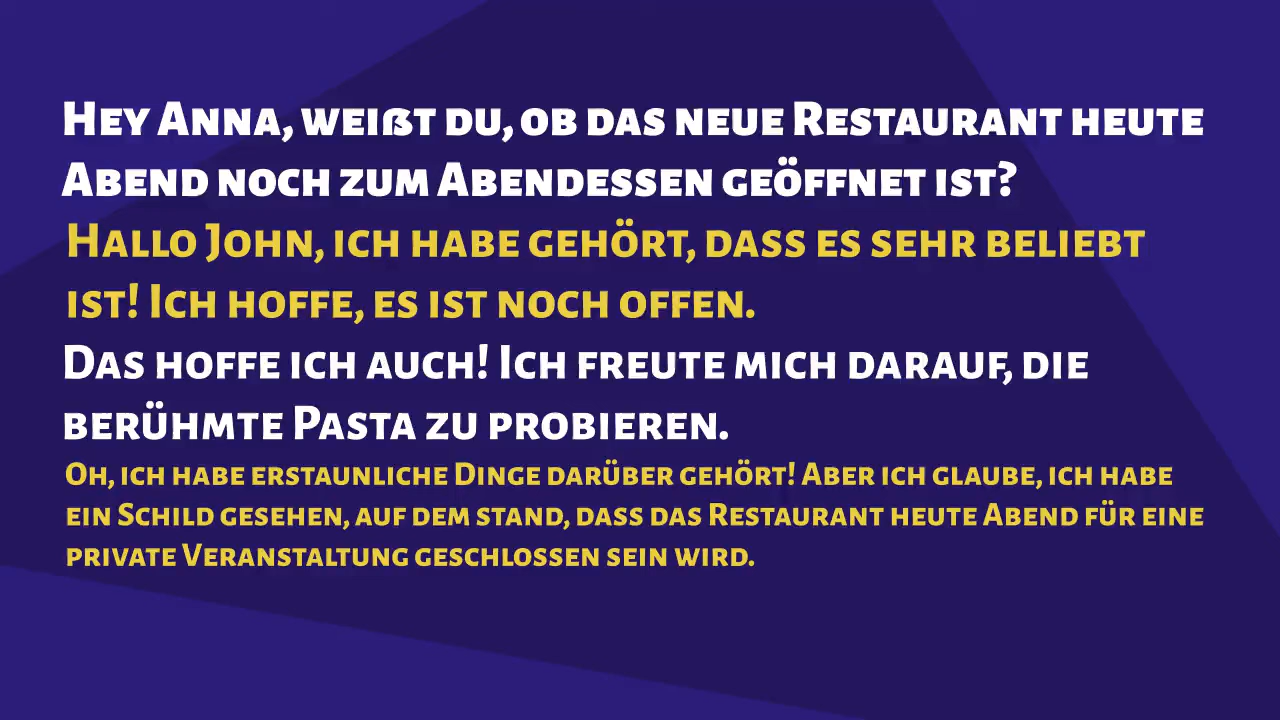 Hey Anna, weißt du, ob das neue Restaurant heute
Abend noch zum Abendessen geöffnet ist?
Hallo John, ich habe gehört, dass es sehr beliebt
ist! Ich hoffe, es ist noch offen.
Das hoffe ich auch! Ich freute mich darauf, die
berühmte Pasta zu probieren.
Oh, ich habe erstaunliche Dinge darüber gehört! Aber ich glaube, ich habe
ein Schild gesehen, auf dem stand, dass das Restaurant heute Abend für eine
private Veranstaltung geschlossen sein wird.